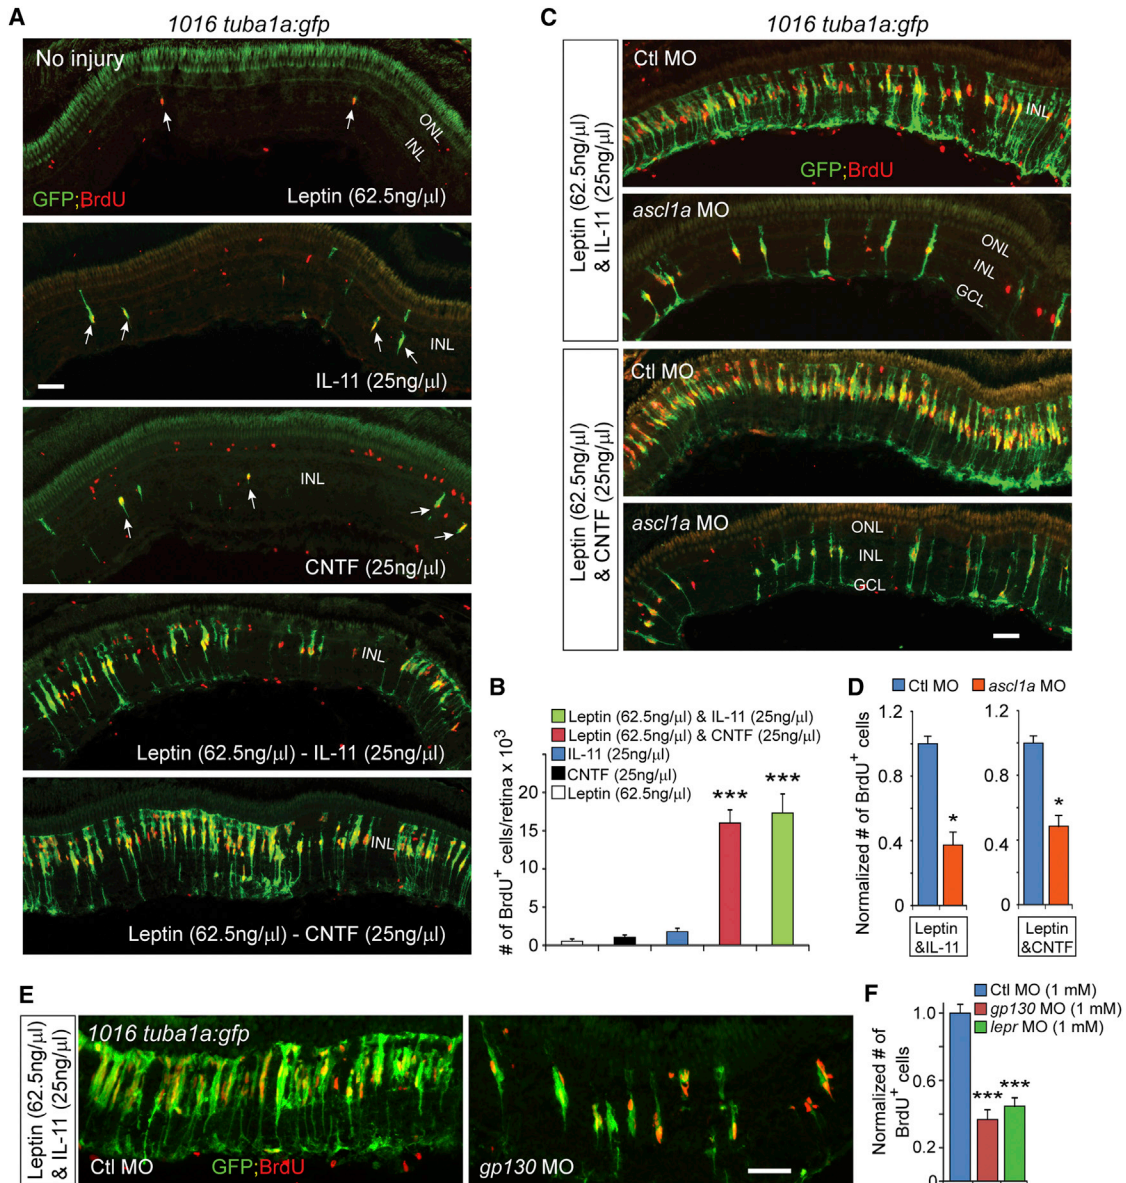 A
1016 tuba1a:gfp
No injury
ONL
INL
GFP;BrdU
Leptin (62.5ng/µl)
INL
IL-11 (25ng/µl)
INL
CNTF (25ng/µl)
INL
Leptin (62.5ng/µl) - IL-11 (25ng/µl)
INL
Leptin (62.5ng/µl) - CNTF (25ng/µl)
C
1016 tuba1a:gfp
Leptin (62.5ng/µl)
& IL-11 (25ng/µl)
Ctl MO
INL
GFP;BrdU
ascl1a MO
ONL
INL
GCL
Leptin (62.5ng/µl)
& CNTF (25ng/µl)
Ctl MO
ascl1a MO
ONL
INL
GCL
B
Leptin (62.5ng/µl) & IL-11 (25ng/µl)
Leptin (62.5ng/µl) & CNTF (25ng/µl)
IL-11 (25ng/µl)
CNTF (25ng/µl)
Leptin (62.5ng/µl)
# of BrdU+ cells/retina x 10³
20
15
10
5
0
***
***
D
Ctl MO
ascl1a MO
Normalized # of BrdU+ cells
1.2
0.8
0.4
0
*
Leptin
&IL-11
1.2
0.8
0.4
0
*
Leptin
&CNTF
E
Leptin (62.5ng/µl)
& IL-11 (25ng/µl)
1016 tuba1a:gfp
Ctl MO
GFP;BrdU
gp130 MO
F
Ctl MO (1 mM)
gp130 MO (1 mM)
lepr MO (1 mM)
Normalized # of
BrdU+ cells
1.0
0.6
0.2
***
***